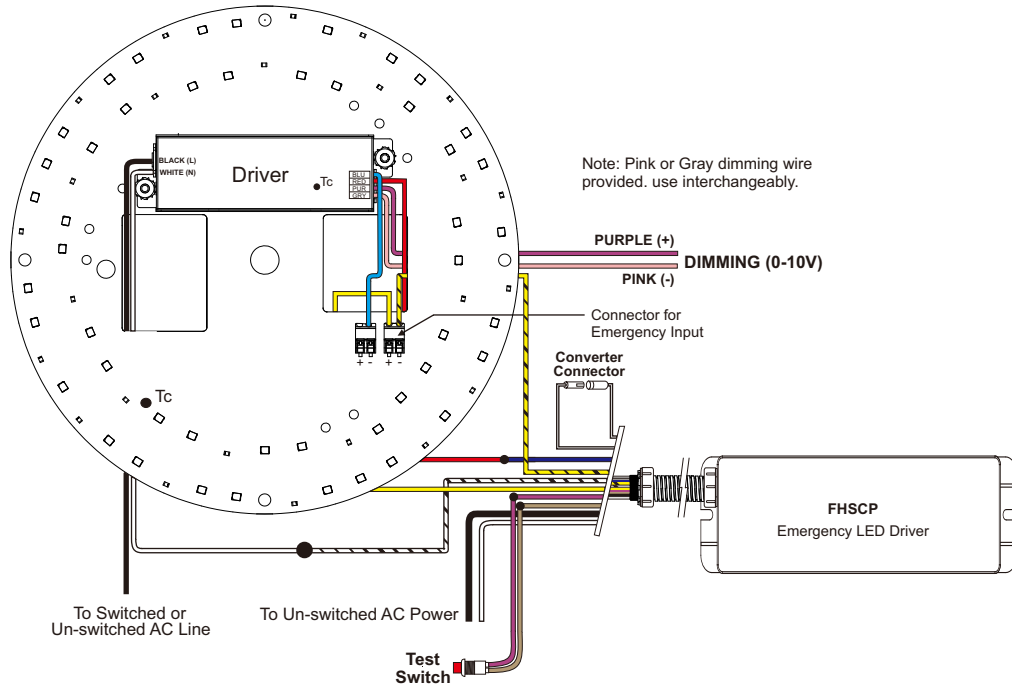 BLACK (L)
WHITE (N)
Driver
Tc
BLU
RED
PUR
GRY
Note: Pink or Gray dimming wire
provided. use interchangeably.
PURPLE (+)
DIMMING (0-10V)
PINK (-)
Connector for
Emergency Input
+ - + -
Converter
Connector
Tc
FHSCP
Emergency LED Driver
To Switched or
Un-switched AC Line
To Un-switched AC Power
Test
Switch